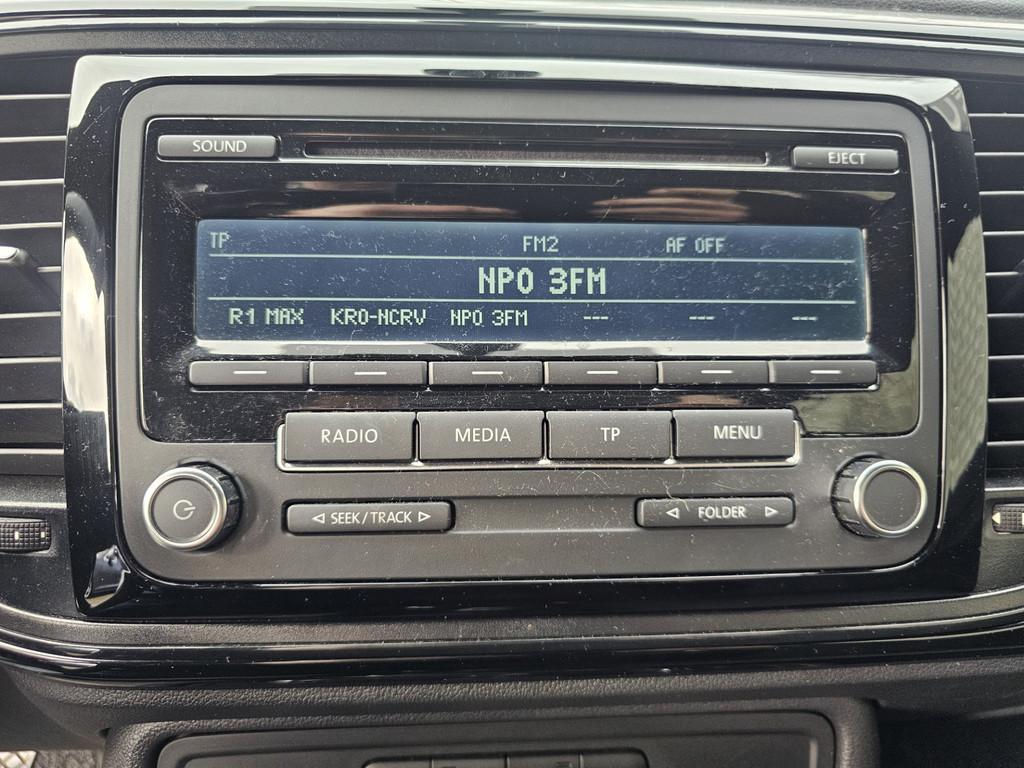 SOUND EJECT
TP FM2 AF OFF
NPO 3FM
R1 MAX KRO-NCRV NPO 3FM --- --- ---
RADIO MEDIA TP MENU
SEEK/TRACK FOLDER